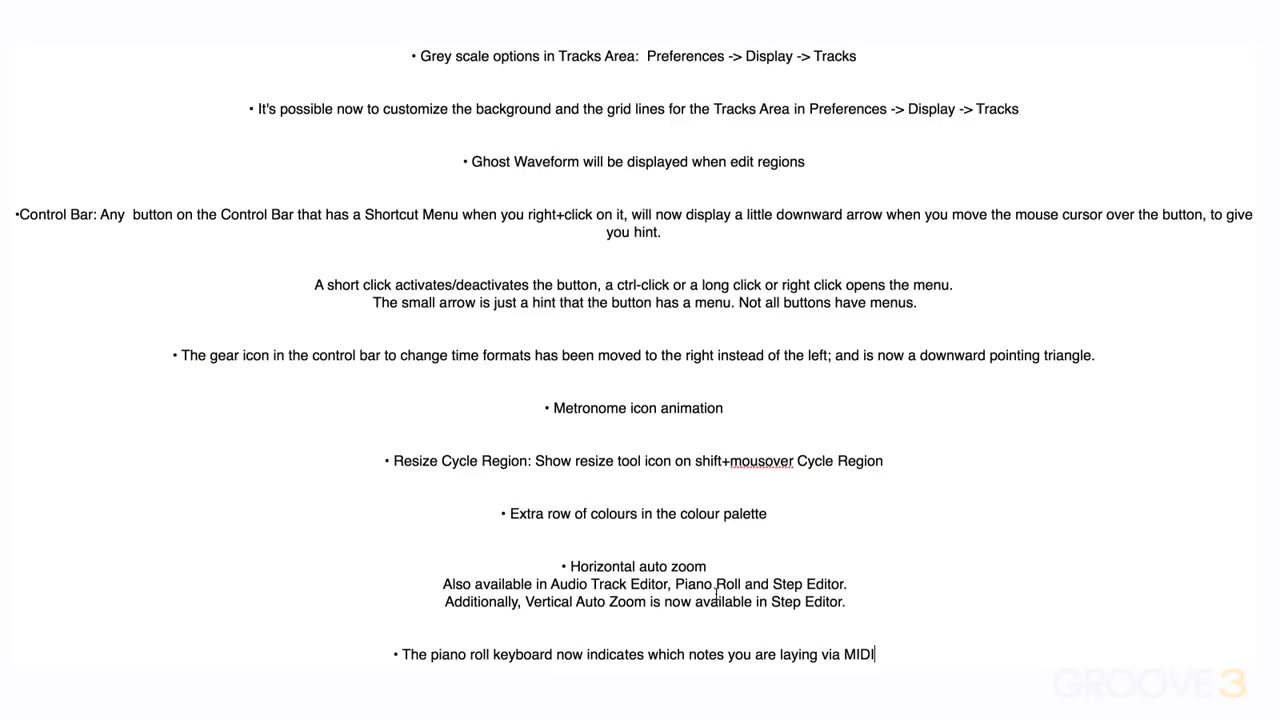 • Grey scale options in Tracks Area:  Preferences -> Display -> Tracks
• It's possible now to customize the background and the grid lines for the Tracks Area in Preferences -> Display -> Tracks
• Ghost Waveform will be displayed when edit regions
•Control Bar: Any  button on the Control Bar that has a Shortcut Menu when you right+click on it, will now display a little downward arrow when you move the mouse cursor over the button, to give
you hint.
A short click activates/deactivates the button, a ctrl-click or a long click or right click opens the menu.
The small arrow is just a hint that the button has a menu. Not all buttons have menus.
• The gear icon in the control bar to change time formats has been moved to the right instead of the left; and is now a downward pointing triangle.
• Metronome icon animation
• Resize Cycle Region: Show resize tool icon on shift+mousover Cycle Region
• Extra row of colours in the colour palette
• Horizontal auto zoom
Also available in Audio Track Editor, Piano Roll and Step Editor.
Additionally, Vertical Auto Zoom is now available in Step Editor.
• The piano roll keyboard now indicates which notes you are laying via MIDI
GROOVE3